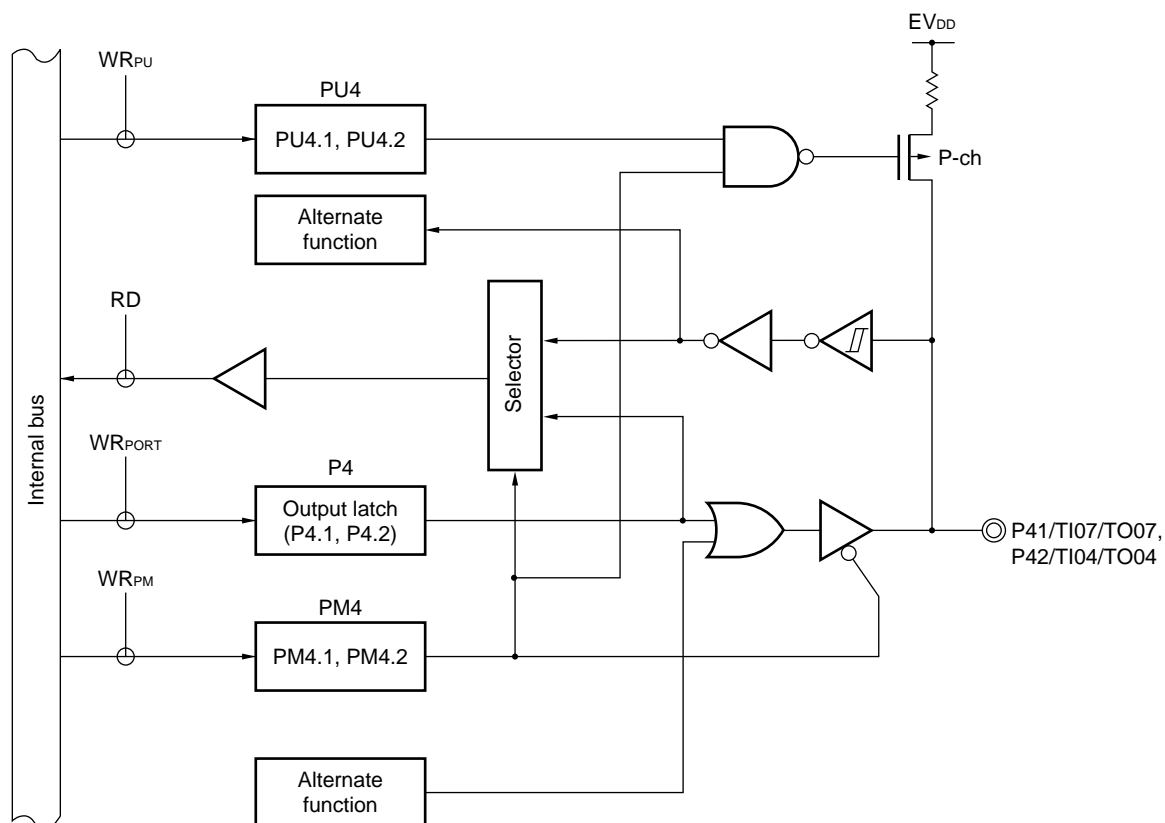 EVDD
WRPU
PU4
PU4.1, PU4.2
P-ch
Alternate
function
RD
Selector
Internal bus
WRPORT
P4
Output latch
(P4.1, P4.2)
P41/TI07/TO07,
P42/TI04/TO04
WRPM
PM4
PM4.1, PM4.2
Alternate
function